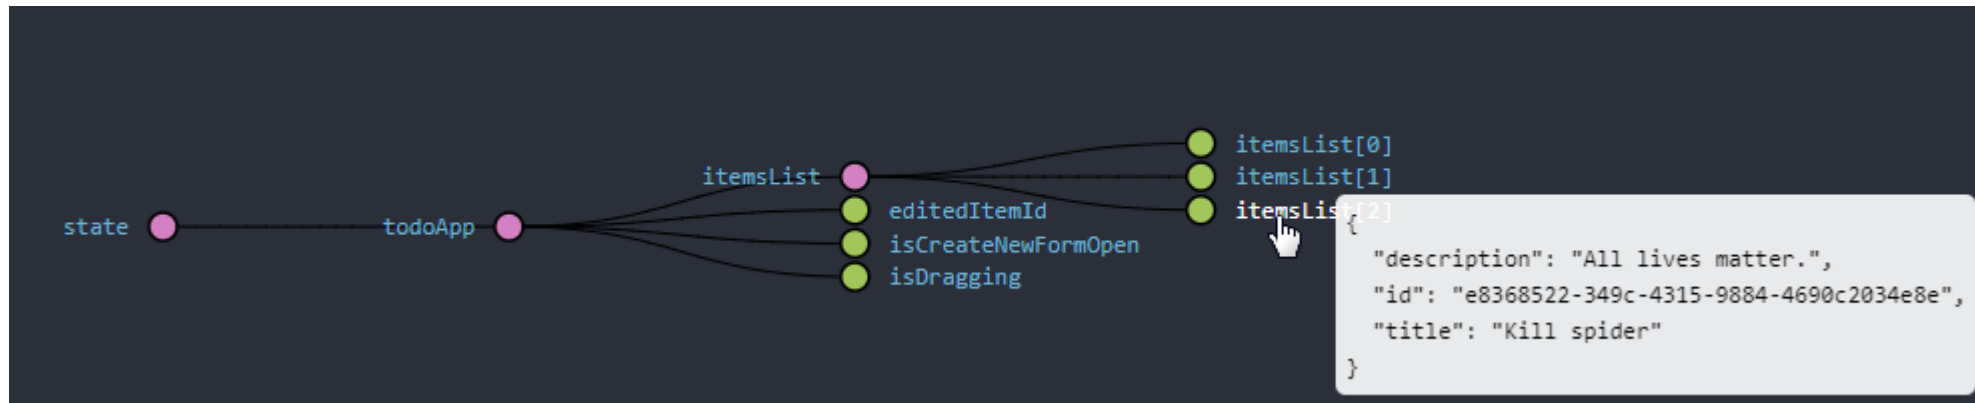 itemsList[0]
itemsList
itemsList[1]
editedItemId
itemsList[2]
state
todoApp
isCreateNewFormOpen
isDragging
{
"description": "All lives matter.",
"id": "e8368522-349c-4315-9884-4690c2034e8e",
"title": "Kill spider"
}